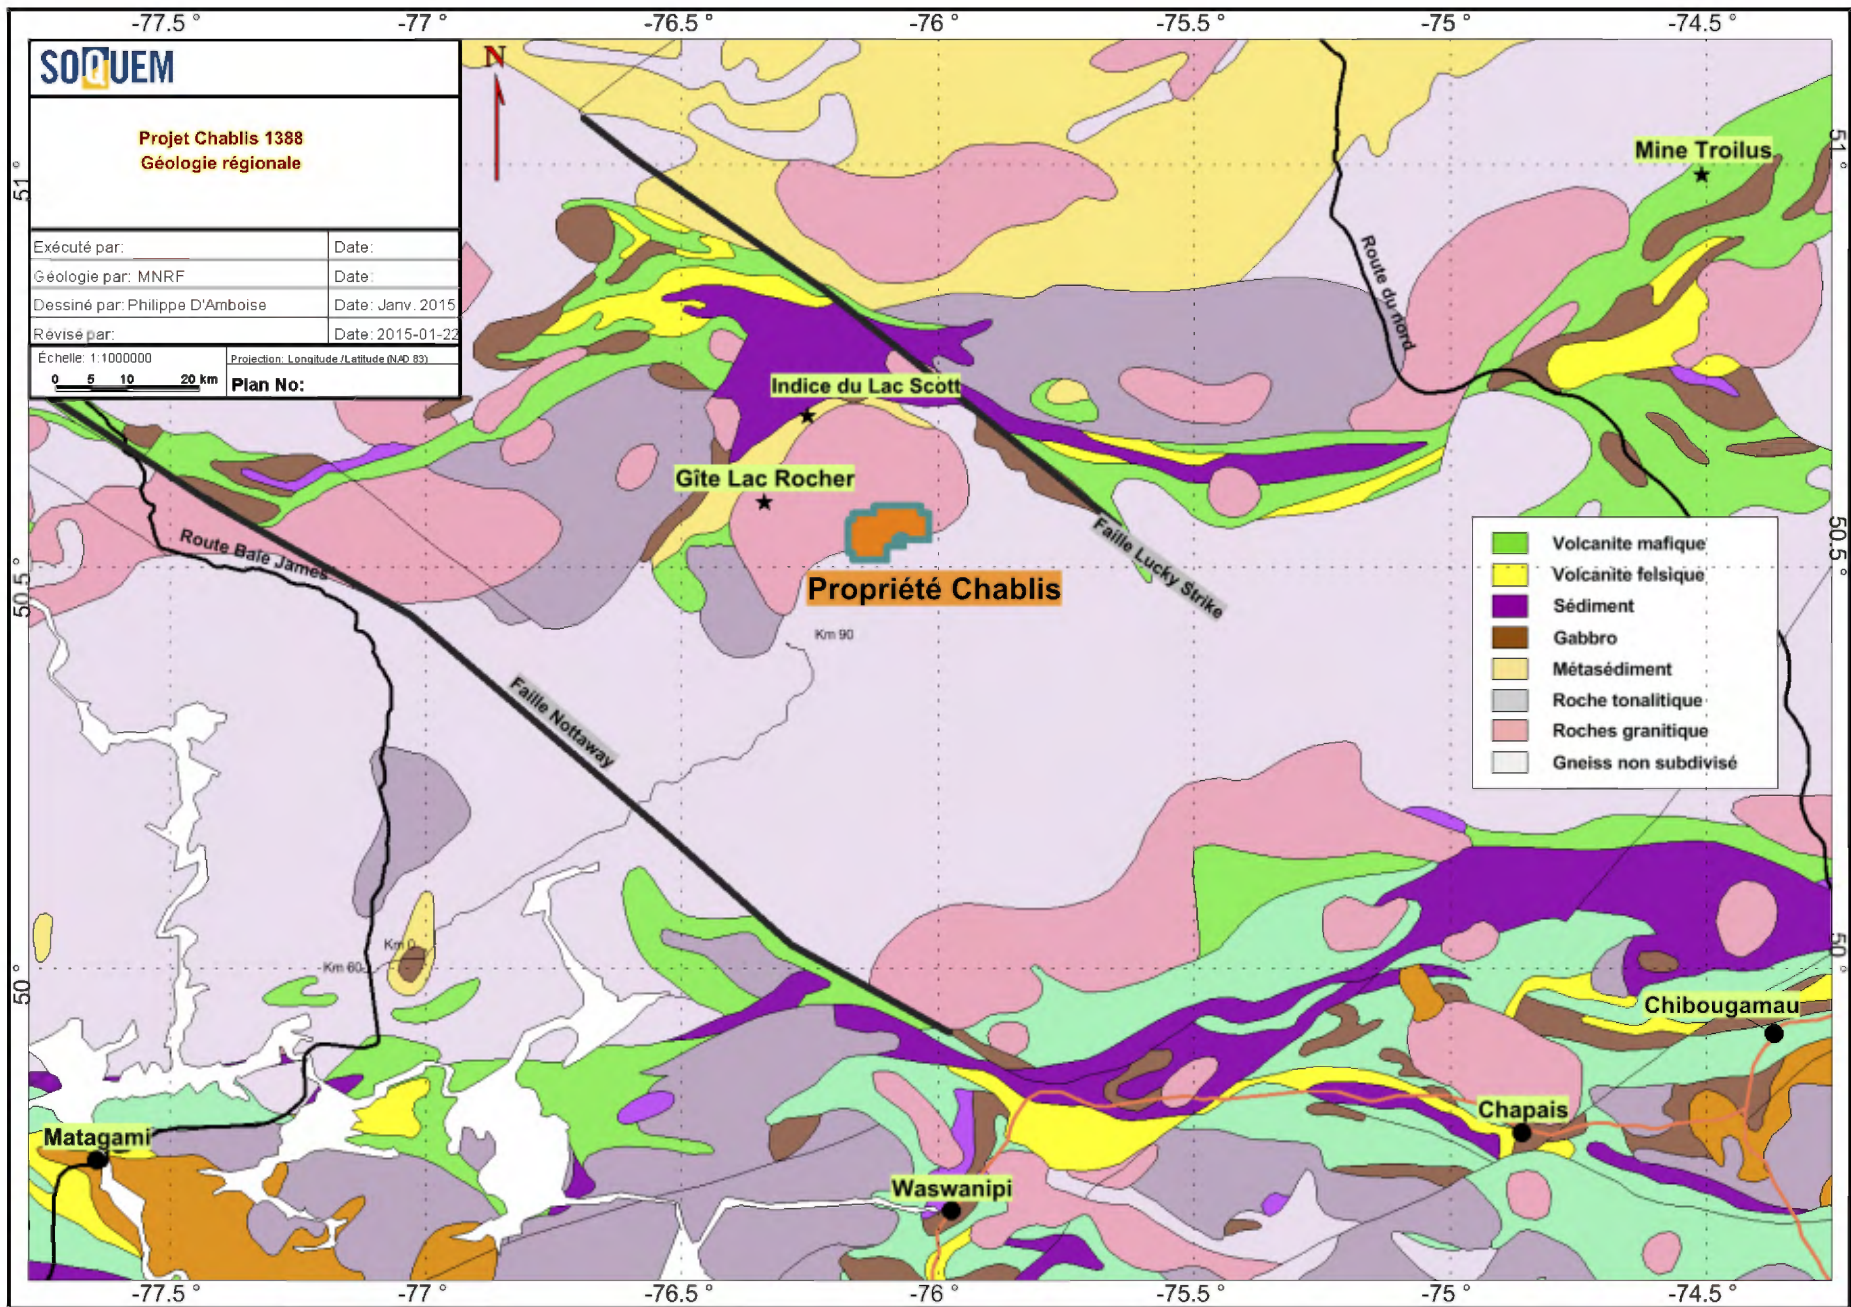 -77.5 °
-77 °
-76.5 °
-76 °
-75.5 °
-75 °
-74.5 °
SOQUEM
Projet Chablis 1388
Géologie régionale
Exécuté par:
Date:
Géologie par: MNRF
Date:
Dessiné par: Philippe D'Amboise
Date: Janv. 2015
Révisé par:
Date: 2015-01-22
Échelle: 1:1000000
0 5 10 20 km
Projection: Longitude / Latitude (NAD 83)
Plan No:
N
51 °
51 °
Mine Troilus
Route du nord
Indice du Lac Scott
Gîte Lac Rocher
Route Baie James
Propriété Chablis
Faille Lucky Strike
50.5 °
50.5 °
Km 90
Faille Nottaway
Volcanite mafique
Volcanite felsique
Sédiment
Gabbro
Métasédiment
Roche tonalitique
Roches granitique
Gneiss non subdivisé
Km 0
Km 60
50 °
50 °
Chibougamau
Chapais
Matagami
Waswanipi
-77.5 °
-77 °
-76.5 °
-76 °
-75.5 °
-75 °
-74.5 °